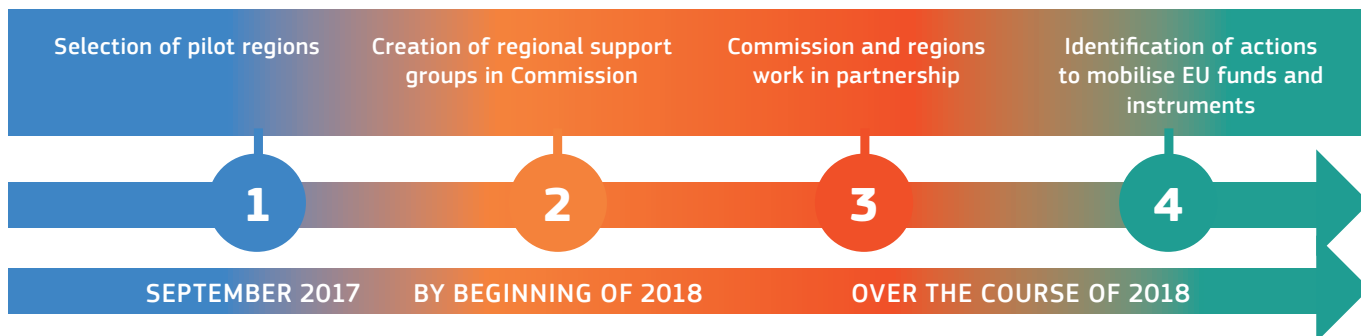 Selection of pilot regions
Creation of regional support
groups in Commission
Commission and regions
work in partnership
Identification of actions
to mobilise EU funds and
instruments
1
2
3
4
SEPTEMBER 2017
BY BEGINNING OF 2018
OVER THE COURSE OF 2018